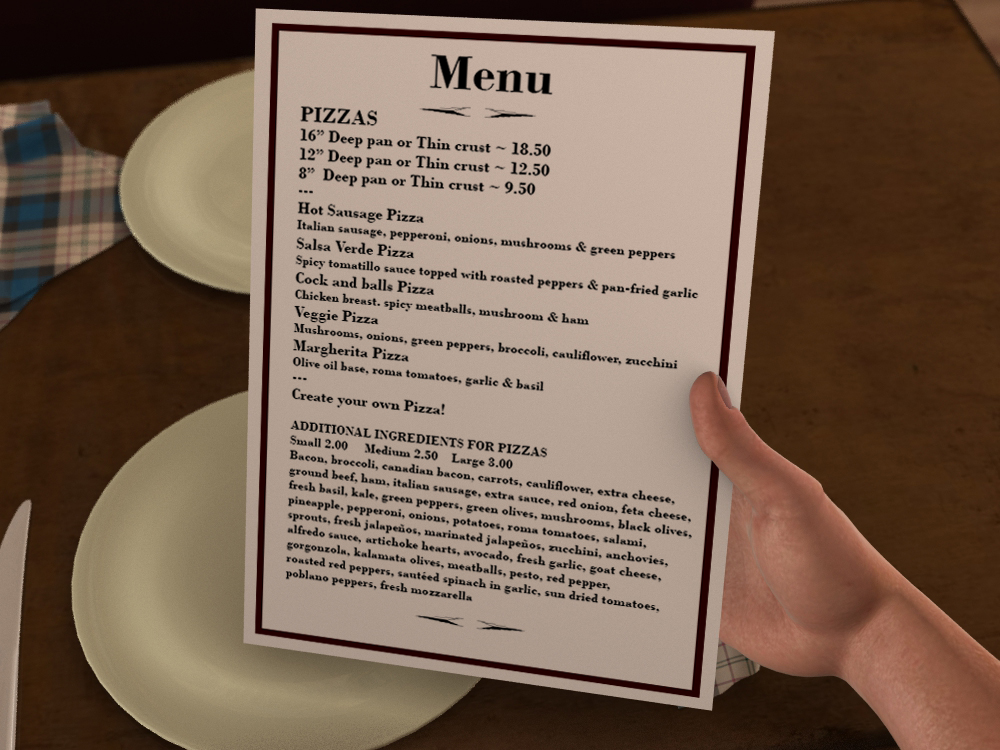 Menu
PIZZAS
16” Deep pan or Thin crust ~ 18.50
12” Deep pan or Thin crust ~ 12.50
8”  Deep pan or Thin crust ~ 9.50
---
Hot Sausage Pizza
Italian sausage, pepperoni, onions, mushrooms & green peppers
Salsa Verde Pizza
Spicy tomatillo sauce topped with roasted peppers & pan-fried garlic
Cock and balls Pizza
Chicken breast. spicy meatballs, mushroom & ham
Veggie Pizza
Mushrooms, onions, green peppers, broccoli, cauliflower, zucchini
Margherita Pizza
Olive oil base, roma tomatoes, garlic & basil
---
Create your own Pizza!
ADDITIONAL INGREDIENTS FOR PIZZAS
Small 2.00    Medium 2.50    Large 3.00
Bacon, broccoli, canadian bacon, carrots, cauliflower, extra cheese,
ground beef, ham, italian sausage, extra sauce, red onion, feta cheese,
fresh basil, kale, green peppers, green olives, mushrooms, black olives,
pineapple, pepperoni, onions, potatoes, roma tomatoes, salami,
sprouts, fresh jalapeños, marinated jalapeños, zucchini, anchovies,
alfredo sauce, artichoke hearts, avocado, fresh garlic, goat cheese,
gorgonzola, kalamata olives, meatballs, pesto, red pepper,
roasted red peppers, sautéed spinach in garlic, sun dried tomatoes,
poblano peppers, fresh mozzarella